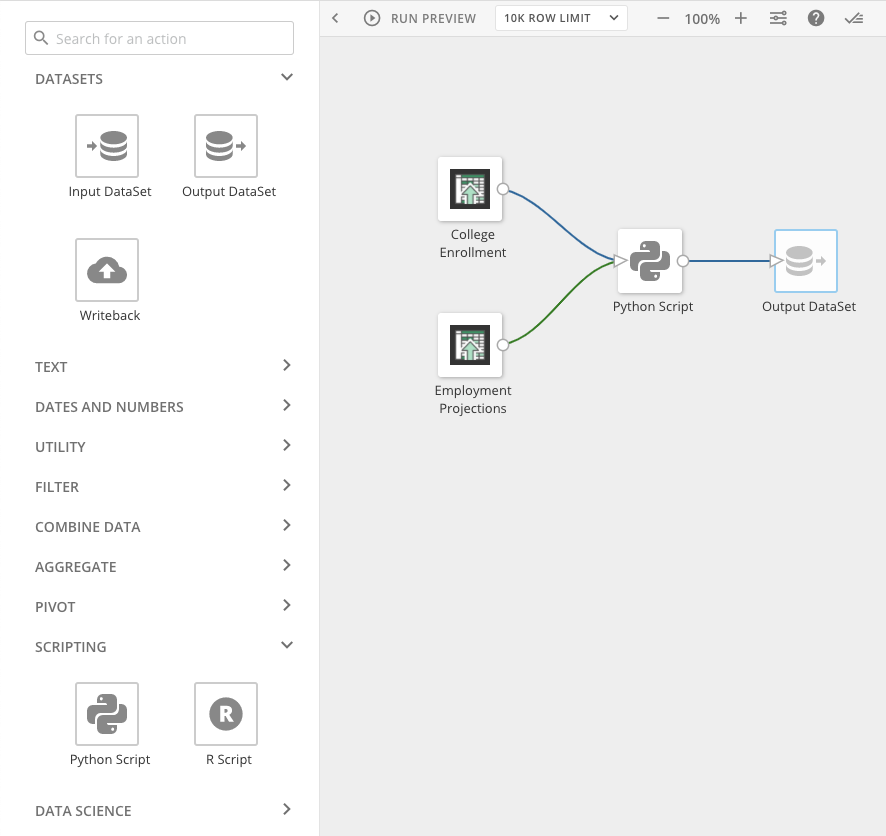 Search for an action
DATASETS
Input DataSet
Output DataSet
Writeback
TEXT
DATES AND NUMBERS
UTILITY
FILTER
COMBINE DATA
AGGREGATE
PIVOT
SCRIPTING
Python Script
R
R Script
DATA SCIENCE
RUN PREVIEW
10K ROW LIMIT
100%
?
College
Enrollment
Employment
Projections
Python Script
Output DataSet